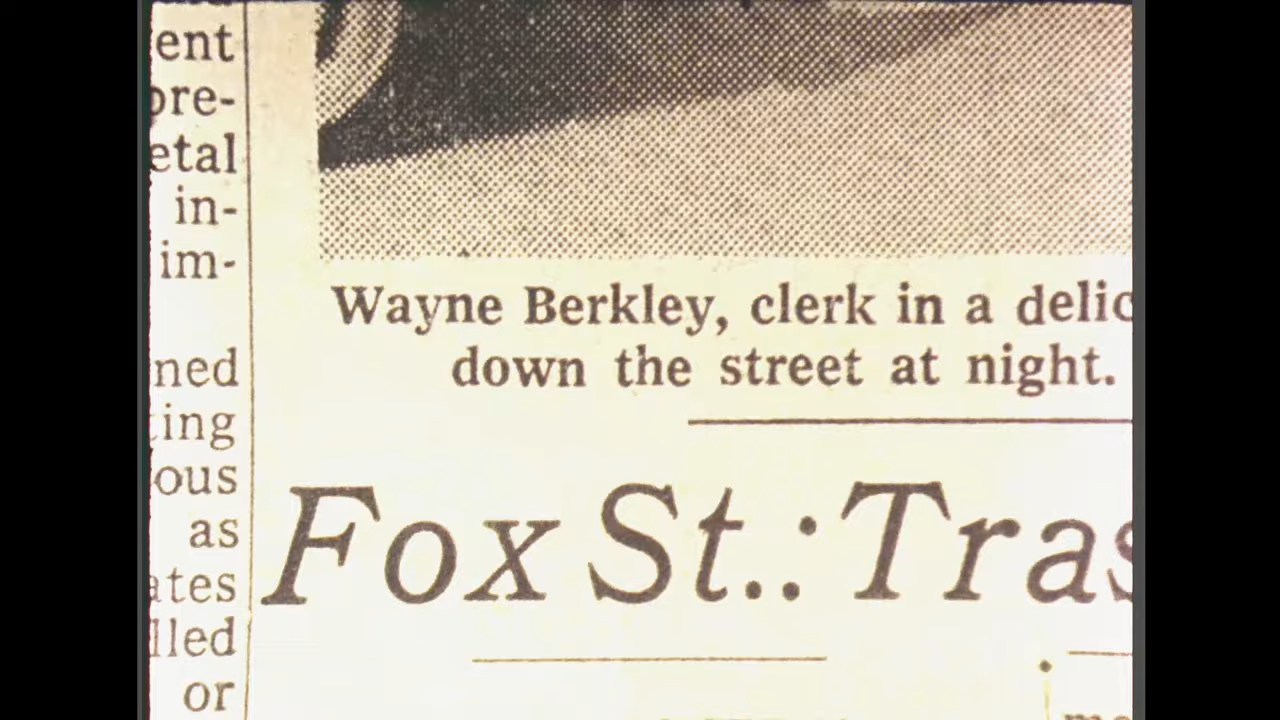 ent
pre-
etal
in-
im-
ned
ting
ous
as
ates
lled
or
Wayne Berkley, clerk in a delic
down the street at night.
Fox St.: Tras